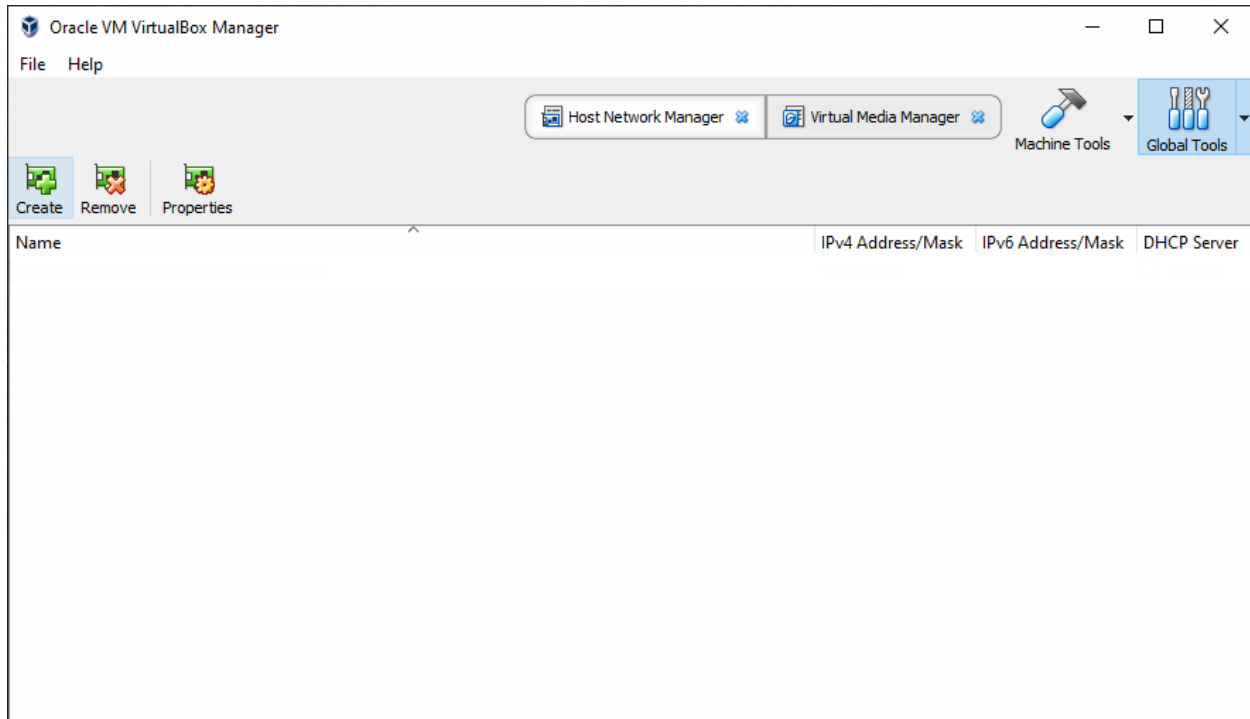 Oracle VM VirtualBox Manager
File Help
Host Network Manager Virtual Media Manager Machine Tools Global Tools
Create Remove Properties
Name IPv4 Address/Mask IPv6 Address/Mask DHCP Server